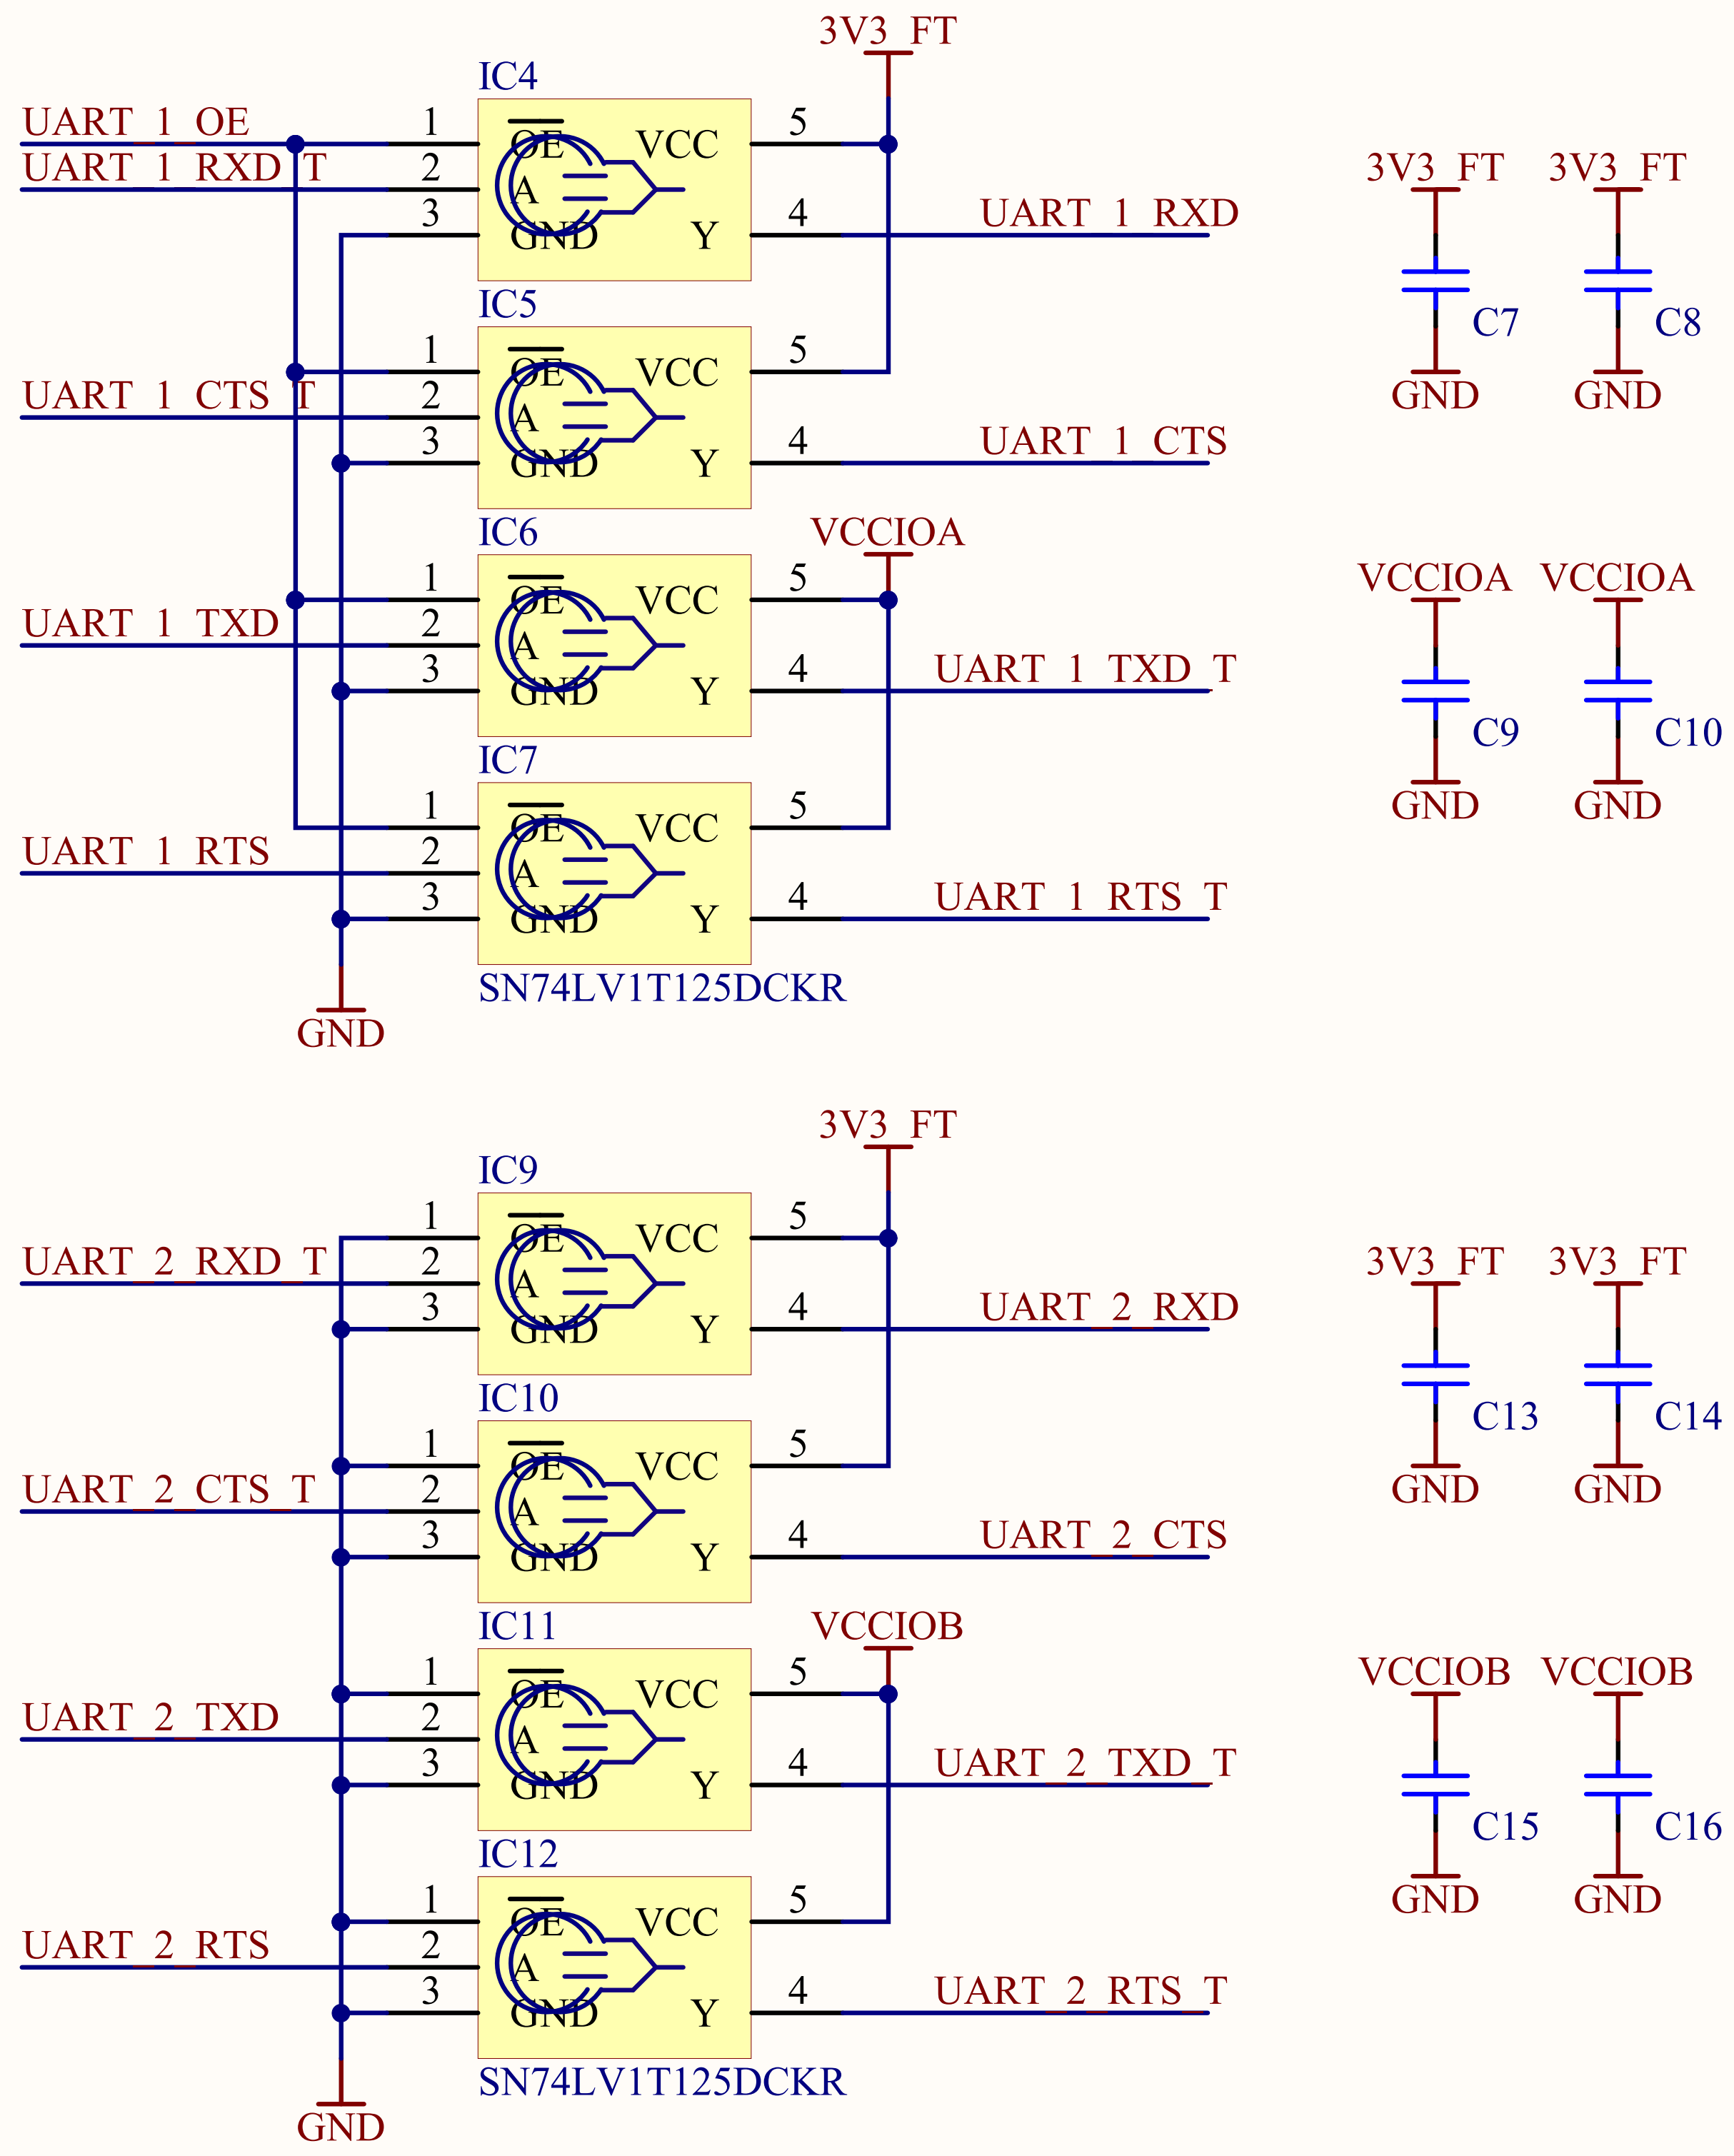 3V3_FT
IC4
UART_1_OE 1 OE VCC 5
UART_1_RXD_T 2 A
3 GND Y 4 UART_1_RXD
IC5
1 OE VCC 5
UART_1_CTS_T 2 A
3 GND Y 4 UART_1_CTS
3V3_FT 3V3_FT
C7 C8
GND GND
IC6 VCCIOA
1 OE VCC 5
UART_1_TXD 2 A
3 GND Y 4 UART_1_TXD_T
IC7
1 OE VCC 5
UART_1_RTS 2 A
3 GND Y 4 UART_1_RTS_T
SN74LV1T125DCKR
GND
VCCIOA VCCIOA
C9 C10
GND GND
3V3_FT
IC9
1 OE VCC 5
UART_2_RXD_T 2 A
3 GND Y 4 UART_2_RXD
IC10
1 OE VCC 5
UART_2_CTS_T 2 A
3 GND Y 4 UART_2_CTS
3V3_FT 3V3_FT
C13 C14
GND GND
IC11 VCCIOB
1 OE VCC 5
UART_2_TXD 2 A
3 GND Y 4 UART_2_TXD_T
IC12
1 OE VCC 5
UART_2_RTS 2 A
3 GND Y 4 UART_2_RTS_T
SN74LV1T125DCKR
GND
VCCIOB VCCIOB
C15 C16
GND GND